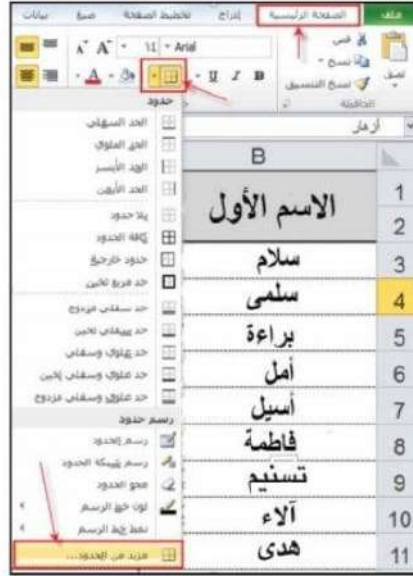 ملف الصفحة الرئيسية إدراج تخطيط الصفحة صيغ بيانات
قص
نسخ
نسخ التنسيق
لصق
الحافظة
Arial 11 A A
B I U A
أزهار
B
1 الاسم الأول
2
3 سلام
4 سلمى
5 براءة
6 أمل
7 أسيل
8 فاطمة
9 تسنيم
10 آلاء
11 هدى
حدود
الحد السفلي
الحد العلوي
الحد الأيسر
الحد الأيمن
بلا حدود
كافة الحدود
حدود خارجية
حد مربع ثخين
حد سفلي مزدوج
حد سفلي ثخين
حد علوي وسفلي
حد علوي وسفلي ثخين
حد علوي وسفلي مزدوج
رسم حدود
رسم الحدود
رسم شبكة الحدود
محو الحدود
لون خط الرسم
نمط خط الرسم
مزيد من الحدود...